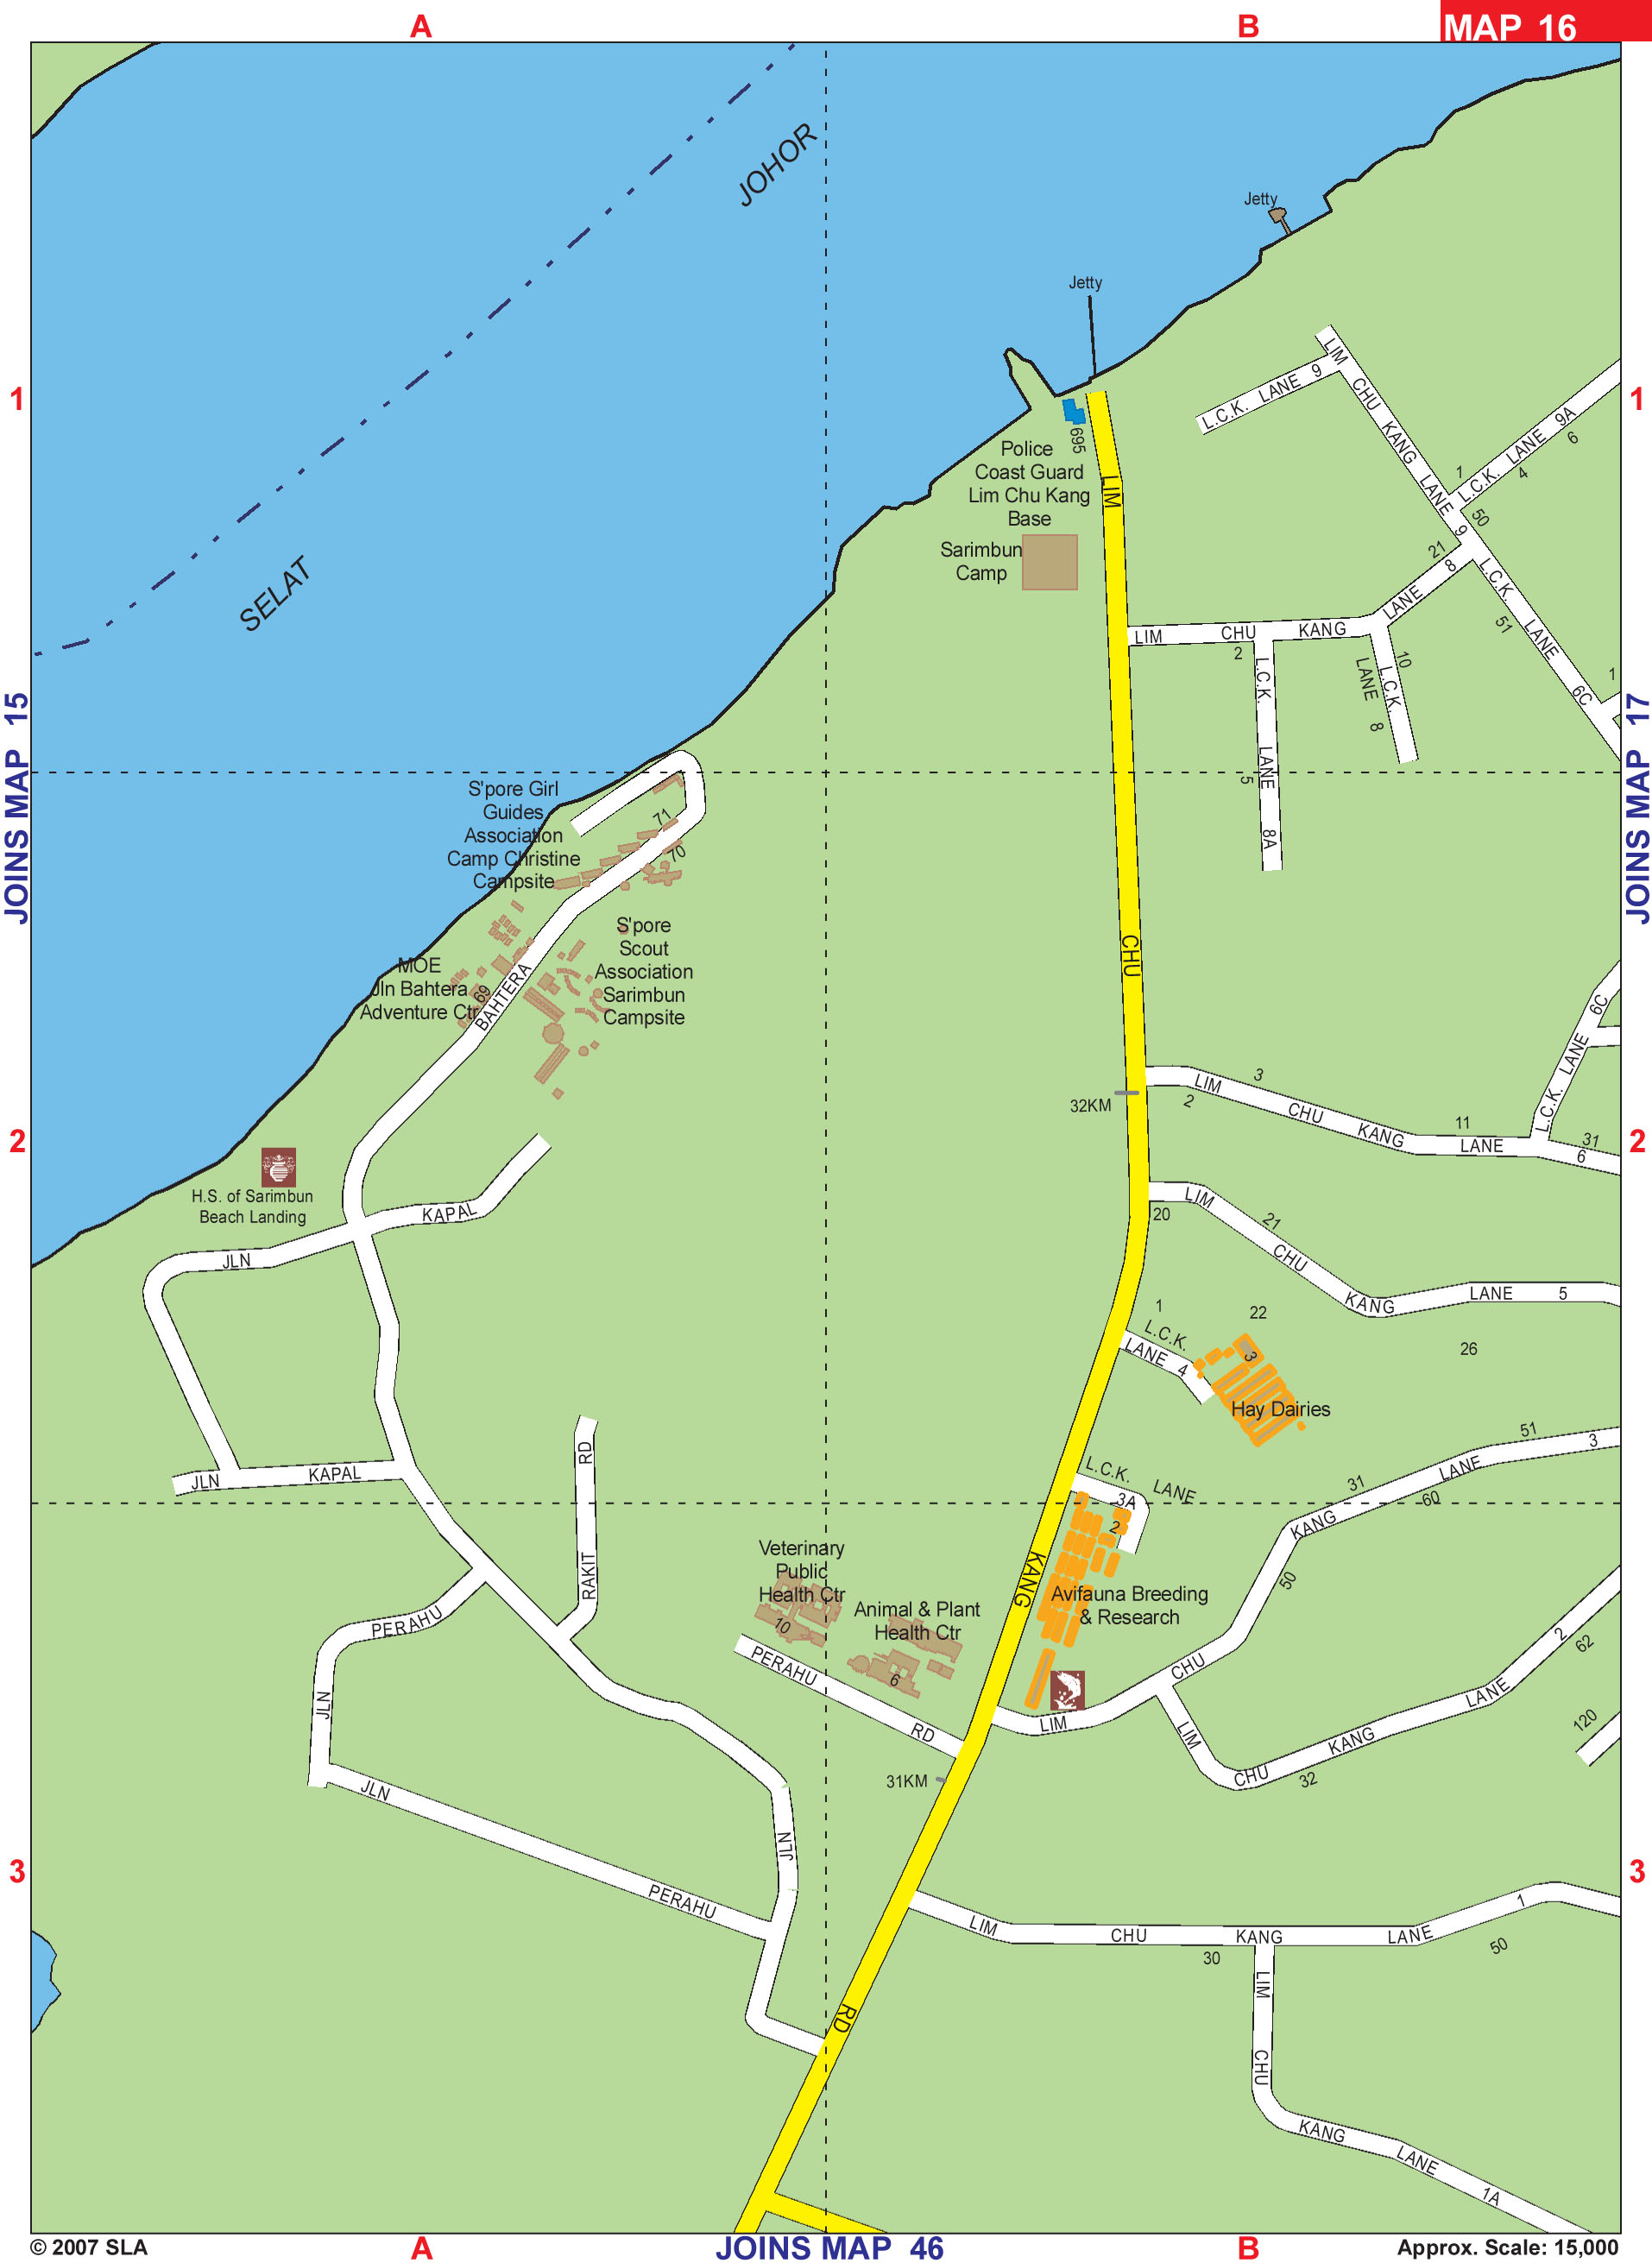 A
B
MAP 16
JOHOR
Jetty
Jetty
1
1
LIM CHU KANG LANE 9
L.C.K. LANE 9
L.C.K. LANE 9A
6
4
1
50
695
Police
Coast Guard
Lim Chu Kang
Base
LIM
Sarimbun
Camp
SELAT
21
LIM CHU KANG LANE 8
2
L.C.K. LANE 6C
51
1
10
L.C.K.
LANE 8
L.C.K. LANE 8A
5
JOINS MAP 15
JOINS MAP 17
S'pore Girl
Guides
Association
Camp Christine
Campsite
71
70
S'pore
Scout
Association
Sarimbun
Campsite
MOE
Jln Bahtera
Adventure Ctr
69
BAHTERA
CHU
L.C.K. LANE 6C
32KM
LIM CHU KANG LANE 6
3
2
11
31
2
2
H.S. of Sarimbun
Beach Landing
JLN KAPAL
LIM CHU KANG LANE 5
20
21
1
22
26
L.C.K.
LANE 4
3
Hay Dairies
JLN KAPAL
RD
RAKIT
L.C.K. LANE
3A
2
LIM CHU KANG LANE 3
51
31
60
50
KANG
Veterinary
Public
Health Ctr
10
Animal & Plant
Health Ctr
6
Avifauna Breeding
& Research
PERAHU
JLN
PERAHU RD
LIM CHU KANG LANE 2
62
32
120
31KM
JLN PERAHU
JLN
3
3
LIM CHU KANG LANE 1
30
50
RD
LIM CHU KANG LANE 1A
© 2007 SLA
A
JOINS MAP 46
B
Approx. Scale: 15,000